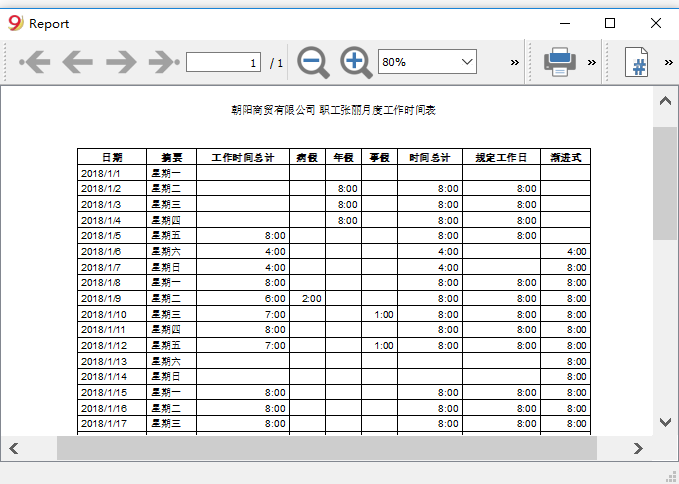 Report
1 / 1 80% » » # »
朝阳商贸有限公司 职工张丽月度工作时间表
日期 摘要 工作时间总计 病假 年假 事假 时间总计 规定工作日 渐进式
2018/1/1 星期一
2018/1/2 星期二 8:00 8:00 8:00
2018/1/3 星期三 8:00 8:00 8:00
2018/1/4 星期四 8:00 8:00 8:00
2018/1/5 星期五 8:00 8:00 8:00
2018/1/6 星期六 4:00 4:00 4:00
2018/1/7 星期日 4:00 4:00 8:00
2018/1/8 星期一 8:00 8:00 8:00 8:00
2018/1/9 星期二 6:00 2:00 8:00 8:00 8:00
2018/1/10 星期三 7:00 1:00 8:00 8:00 8:00
2018/1/11 星期四 8:00 8:00 8:00 8:00
2018/1/12 星期五 7:00 1:00 8:00 8:00 8:00
2018/1/13 星期六 8:00
2018/1/14 星期日 8:00
2018/1/15 星期一 8:00 8:00 8:00 8:00
2018/1/16 星期二 8:00 8:00 8:00 8:00
2018/1/17 星期三 8:00 8:00 8:00 8:00